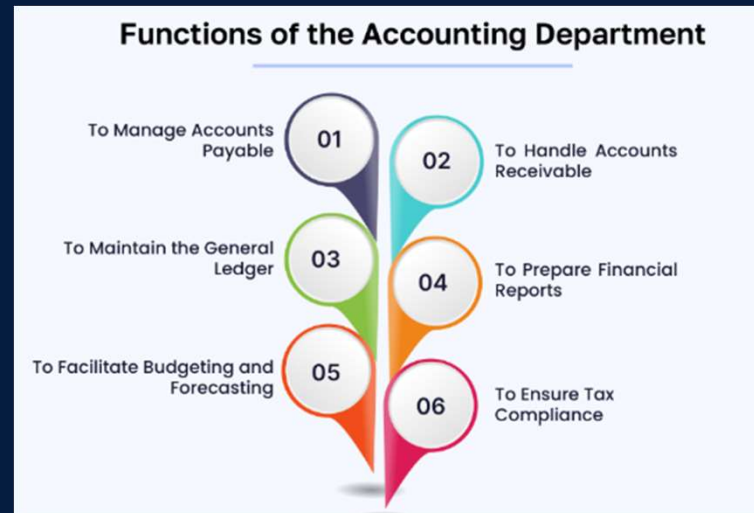 Functions of the Accounting Department
01
To Manage Accounts
Payable
02
To Handle Accounts
Receivable
03
To Maintain the General
Ledger
04
To Prepare Financial
Reports
05
To Facilitate Budgeting and
Forecasting
06
To Ensure Tax
Compliance